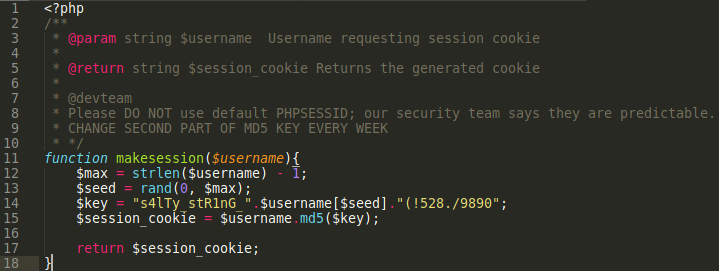 1 <?php
2 /**
3  * @param string $username  Username requesting session cookie
4  *
5  * @return string $session_cookie Returns the generated cookie
6  *
7  * @devteam
8  * Please DO NOT use default PHPSESSID; our security team says they are predictable.
9  * CHANGE SECOND PART OF MD5 KEY EVERY WEEK
10  * */
11 function makesession($username){
12     $max = strlen($username) - 1;
13     $seed = rand(0, $max);
14     $key = "s4lTy_stR1nG_".$username[$seed]."(!528./9890";
15     $session_cookie = $username.md5($key);
16
17     return $session_cookie;
18 }